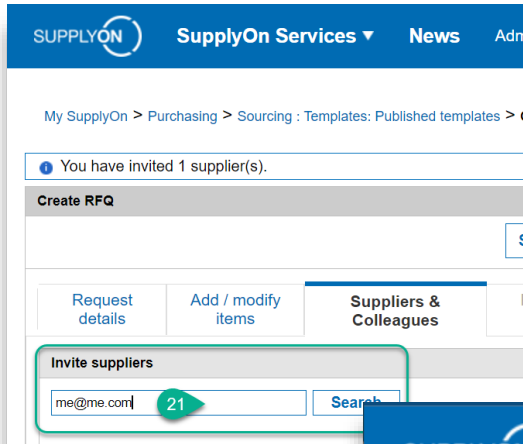 SUPPLYON
SupplyOn Services ▼ News
My SupplyOn > Purchasing > Sourcing : Templates: Published templates >
You have invited 1 supplier(s).
Create RFQ
Request details
Add / modify items
Suppliers & Colleagues
Invite suppliers
me@me.com
21
Search